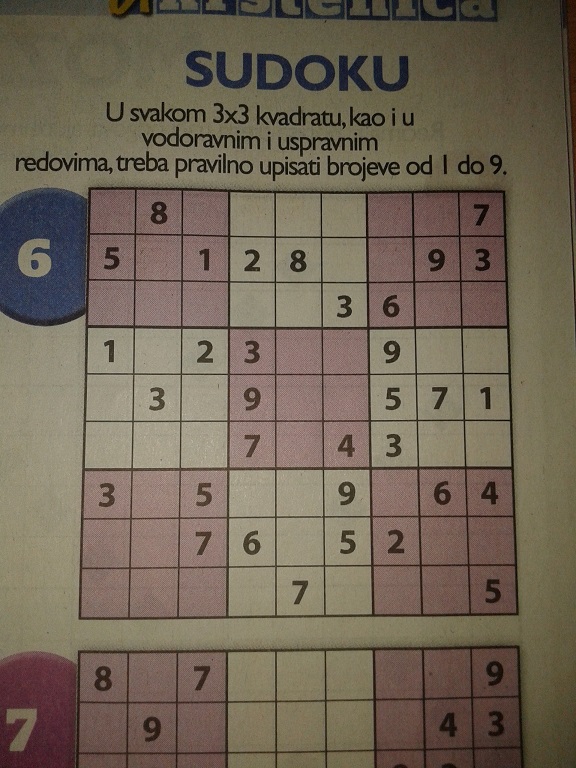 krstenica
SUDOKU
U svakom 3x3 kvadratu, kao i u
vodoravnim i uspravnim
redovima, treba pravilno upisati brojeve od 1 do 9.
6
8 7
5 1 2 8 9 3
3 6
1 2 3 9
3 9 5 7 1
7 4 3
3 5 9 6 4
7 6 5 2
7 5
7
8 7 9
9 4 3